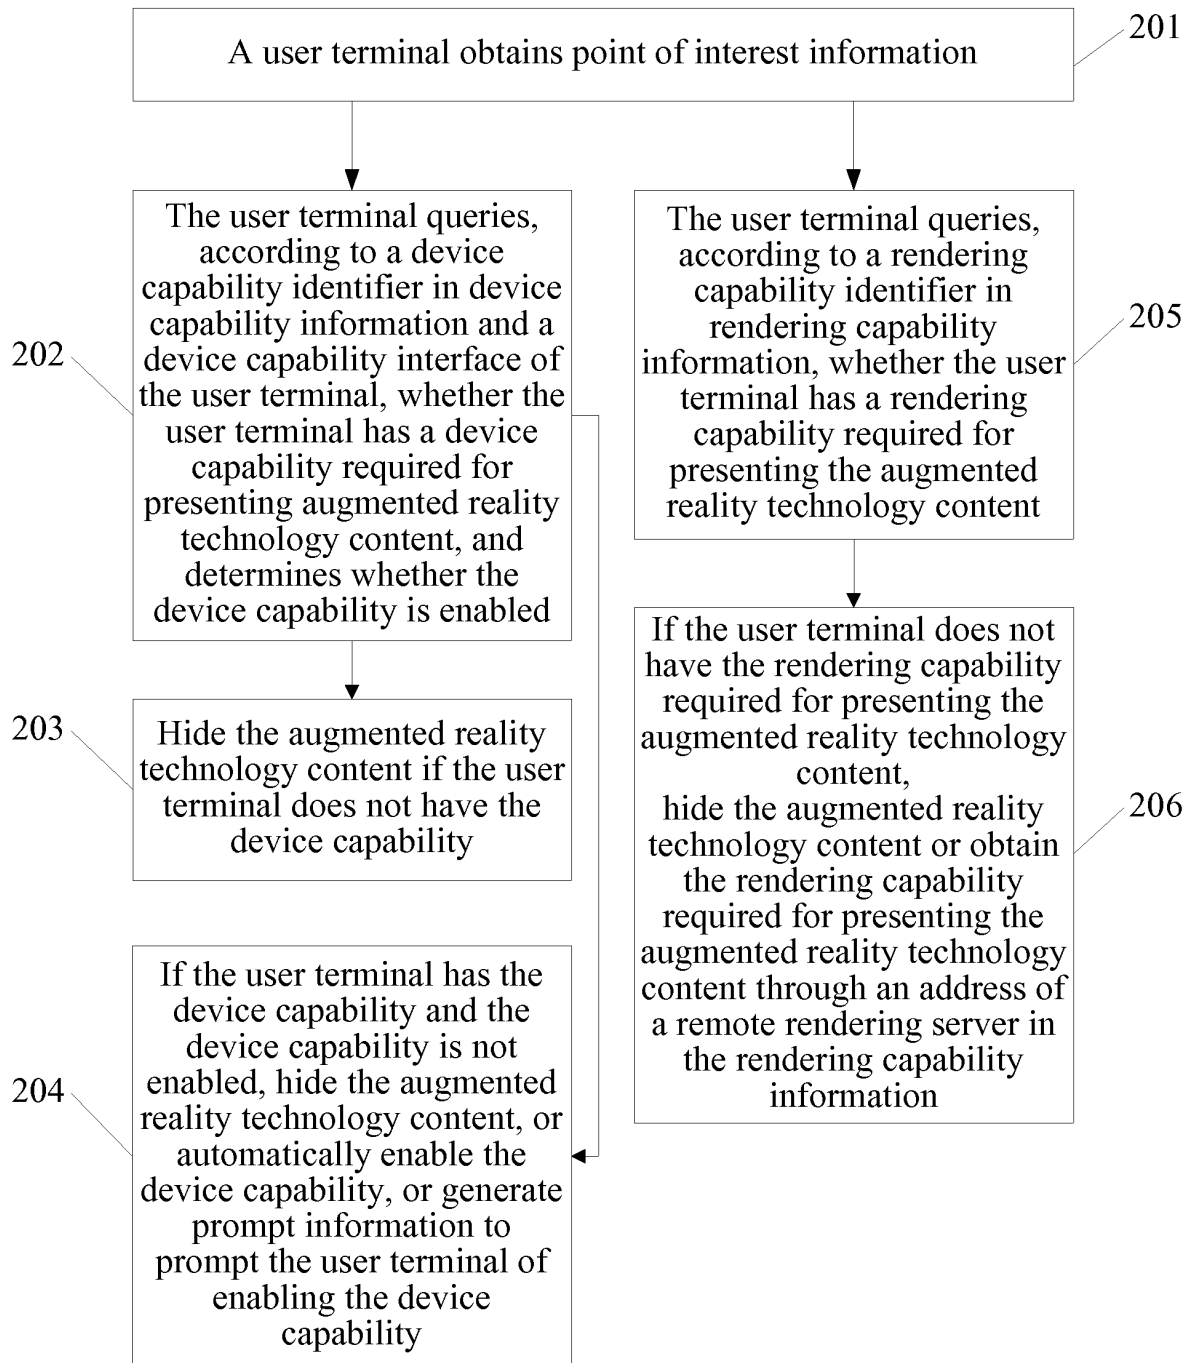 A user terminal obtains point of interest information
201
The user terminal queries,
according to a device
capability identifier in device
capability information and a
device capability interface of
the user terminal, whether the
user terminal has a device
capability required for
presenting augmented reality
technology content, and
determines whether the
device capability is enabled
202
Hide the augmented reality
technology content if the user
terminal does not have the
device capability
203
If the user terminal has the
device capability and the
device capability is not
enabled, hide the augmented
reality technology content, or
automatically enable the
device capability, or generate
prompt information to
prompt the user terminal of
enabling the device
capability
204
The user terminal queries,
according to a rendering
capability identifier in
rendering capability
information, whether the user
terminal has a rendering
capability required for
presenting the augmented
reality technology content
205
If the user terminal does not
have the rendering capability
required for presenting the
augmented reality technology
content,
hide the augmented reality
technology content or obtain
the rendering capability
required for presenting the
augmented reality technology
content through an address of
a remote rendering server in
the rendering capability
information
206